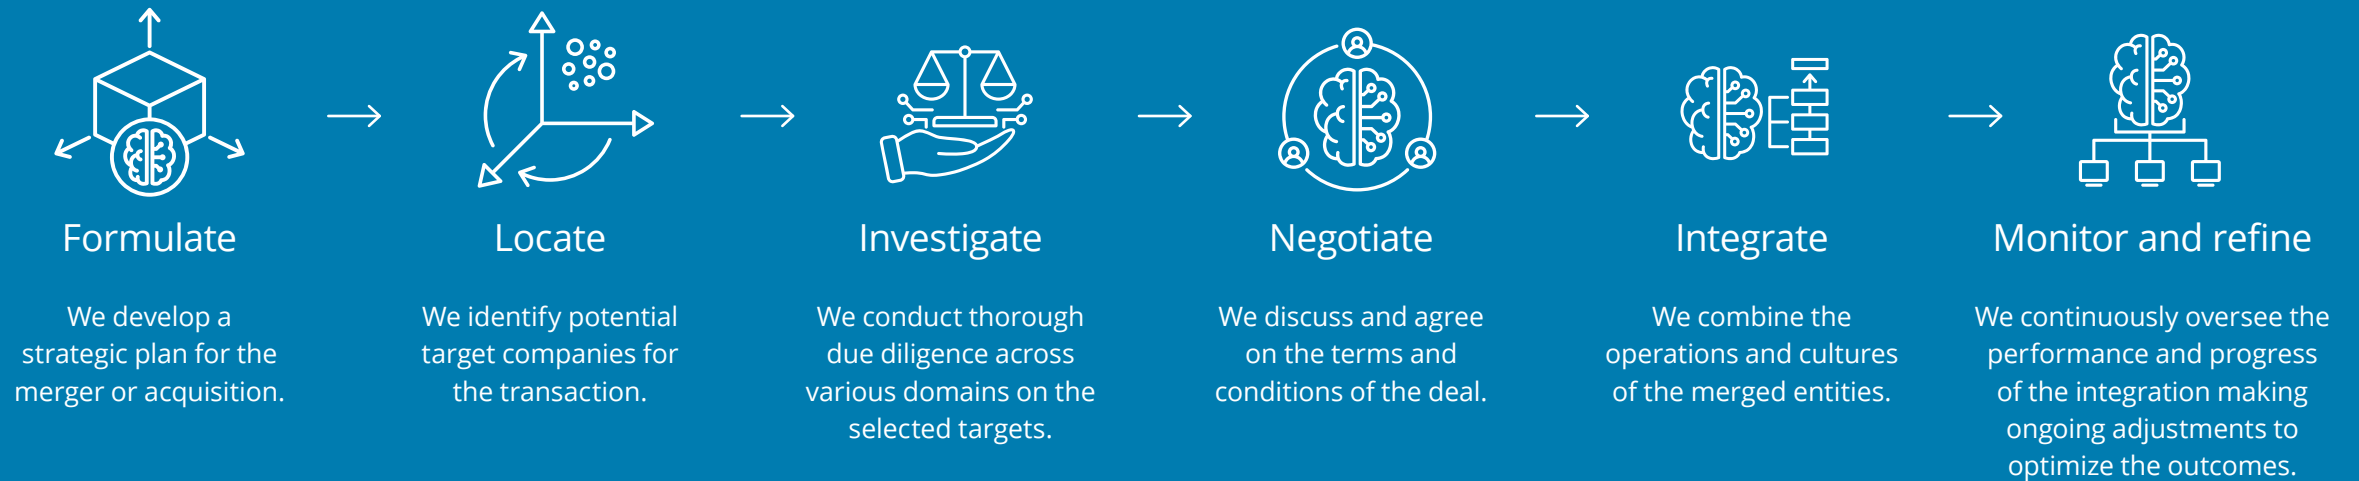 Formulate
We develop a
strategic plan for the
merger or acquisition.
Locate
We identify potential
target companies for
the transaction.
Investigate
We conduct thorough
due diligence across
various domains on the
selected targets.
Negotiate
We discuss and agree
on the terms and
conditions of the deal.
Integrate
We combine the
operations and cultures
of the merged entities.
Monitor and refine
We continuously oversee the
performance and progress
of the integration making
ongoing adjustments to
optimize the outcomes.